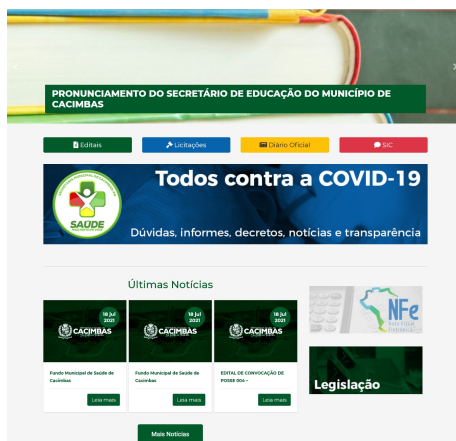 PRONUNCIAMENTO DO SECRETÁRIO DE EDUCAÇÃO DO MUNICÍPIO DE
CACIMBAS
Editais
Licitações
Diário Oficial
SIC
Todos contra a COVID-19
SAÚDE
Dúvidas, informes, decretos, notícias e transparência
Últimas Notícias
18 Jul
2021
CACIMBAS
18 Jul
2021
CACIMBAS
18 Jul
2021
CACIMBAS
Fundo Municipal de Saúde de
Cacimbas
Fundo Municipal de Saúde de
Cacimbas
EDITAL DE CONVOCAÇÃO DE
POSSE 004 –
Leia mais
Leia mais
Leia mais
Mais Notícias
NFe
Nota Fiscal
Eletrônica
Legislação